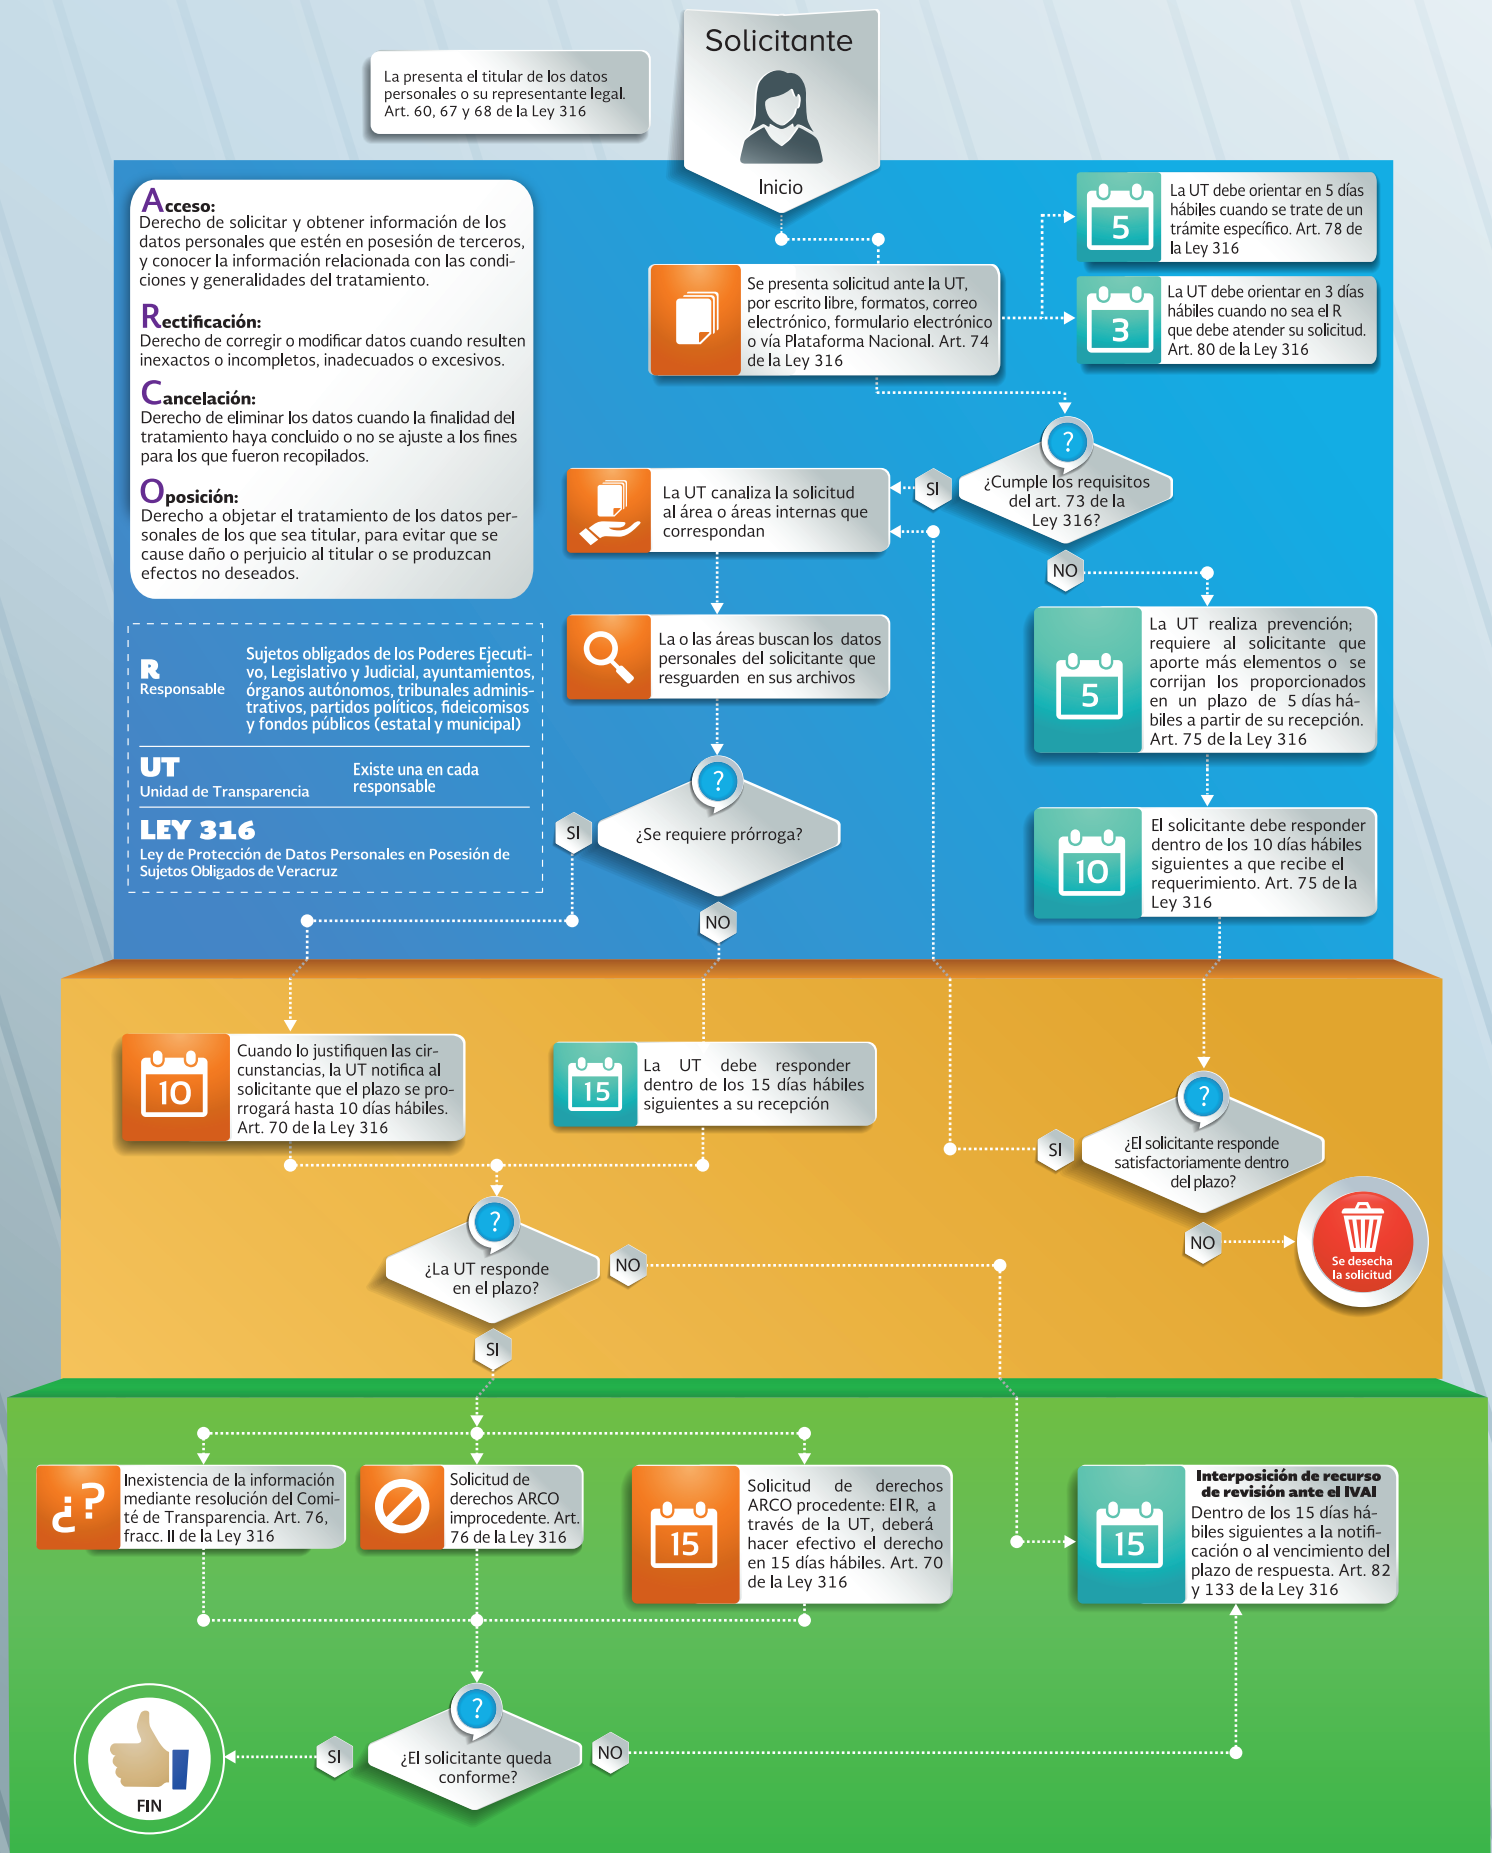 Solicitante
Inicio
La presenta el titular de los datos
personales o su representante legal.
Art. 60, 67 y 68 de la Ley 316
Acceso:
Derecho de solicitar y obtener información de los
datos personales que estén en posesión de terceros,
y conocer la información relacionada con las condi-
ciones y generalidades del tratamiento.
Rectificación:
Derecho de corregir o modificar datos cuando resulten
inexactos o incompletos, inadecuados o excesivos.
Cancelación:
Derecho de eliminar los datos cuando la finalidad del
tratamiento haya concluido o no se ajuste a los fines
para los que fueron recopilados.
Oposición:
Derecho a objetar el tratamiento de los datos per-
sonales de los que sea titular, para evitar que se
cause daño o perjuicio al titular o se produzcan
efectos no deseados.
R
Responsable
Sujetos obligados de los Poderes Ejecuti-
vo, Legislativo y Judicial, ayuntamientos,
órganos autónomos, tribunales adminis-
trativos, partidos políticos, fideicomisos
y fondos públicos (estatal y municipal)
UT
Unidad de Transparencia
Existe una en cada
responsable
LEY 316
Ley de Protección de Datos Personales en Posesión de
Sujetos Obligados de Veracruz
Se presenta solicitud ante la UT,
por escrito libre, formatos, correo
electrónico, formulario electrónico
o vía Plataforma Nacional. Art. 74
de la Ley 316
5
La UT debe orientar en 5 días
hábiles cuando se trate de un
trámite específico. Art. 78 de
la Ley 316
3
La UT debe orientar en 3 días
hábiles cuando no sea el R
que debe atender su solicitud.
Art. 80 de la Ley 316
?
¿Cumple los requisitos
del art. 73 de la
Ley 316?
SI
NO
La UT canaliza la solicitud
al área o áreas internas que
correspondan
La o las áreas buscan los datos
personales del solicitante que
resguarden en sus archivos
5
La UT realiza prevención;
requiere al solicitante que
aporte más elementos o se
corrijan los proporcionados
en un plazo de 5 días há-
biles a partir de su recepción.
Art. 75 de la Ley 316
?
¿Se requiere prórroga?
SI
NO
10
El solicitante debe responder
dentro de los 10 días hábiles
siguientes a que recibe el
requerimiento. Art. 75 de la
Ley 316
10
Cuando lo justifiquen las cir-
cunstancias, la UT notifica al
solicitante que el plazo se pro-
rrogará hasta 10 días hábiles.
Art. 70 de la Ley 316
15
La UT debe responder
dentro de los 15 días hábiles
siguientes a su recepción
?
¿El solicitante responde
satisfactoriamente dentro
del plazo?
SI
NO
Se desecha
la solicitud
?
¿La UT responde
en el plazo?
NO
SI
¿?
Inexistencia de la información
mediante resolución del Comi-
té de Transparencia. Art. 76,
fracc. II de la Ley 316
Solicitud de
derechos ARCO
improcedente. Art.
76 de la Ley 316
15
Solicitud de derechos
ARCO procedente: El R, a
través de la UT, deberá
hacer efectivo el derecho
en 15 días hábiles. Art. 70
de la Ley 316
15
Interposición de recurso
de revisión ante el IVAI
Dentro de los 15 días há-
biles siguientes a la notifi-
cación o al vencimiento del
plazo de respuesta. Art. 82
y 133 de la Ley 316
?
¿El solicitante queda
conforme?
SI
NO
FIN